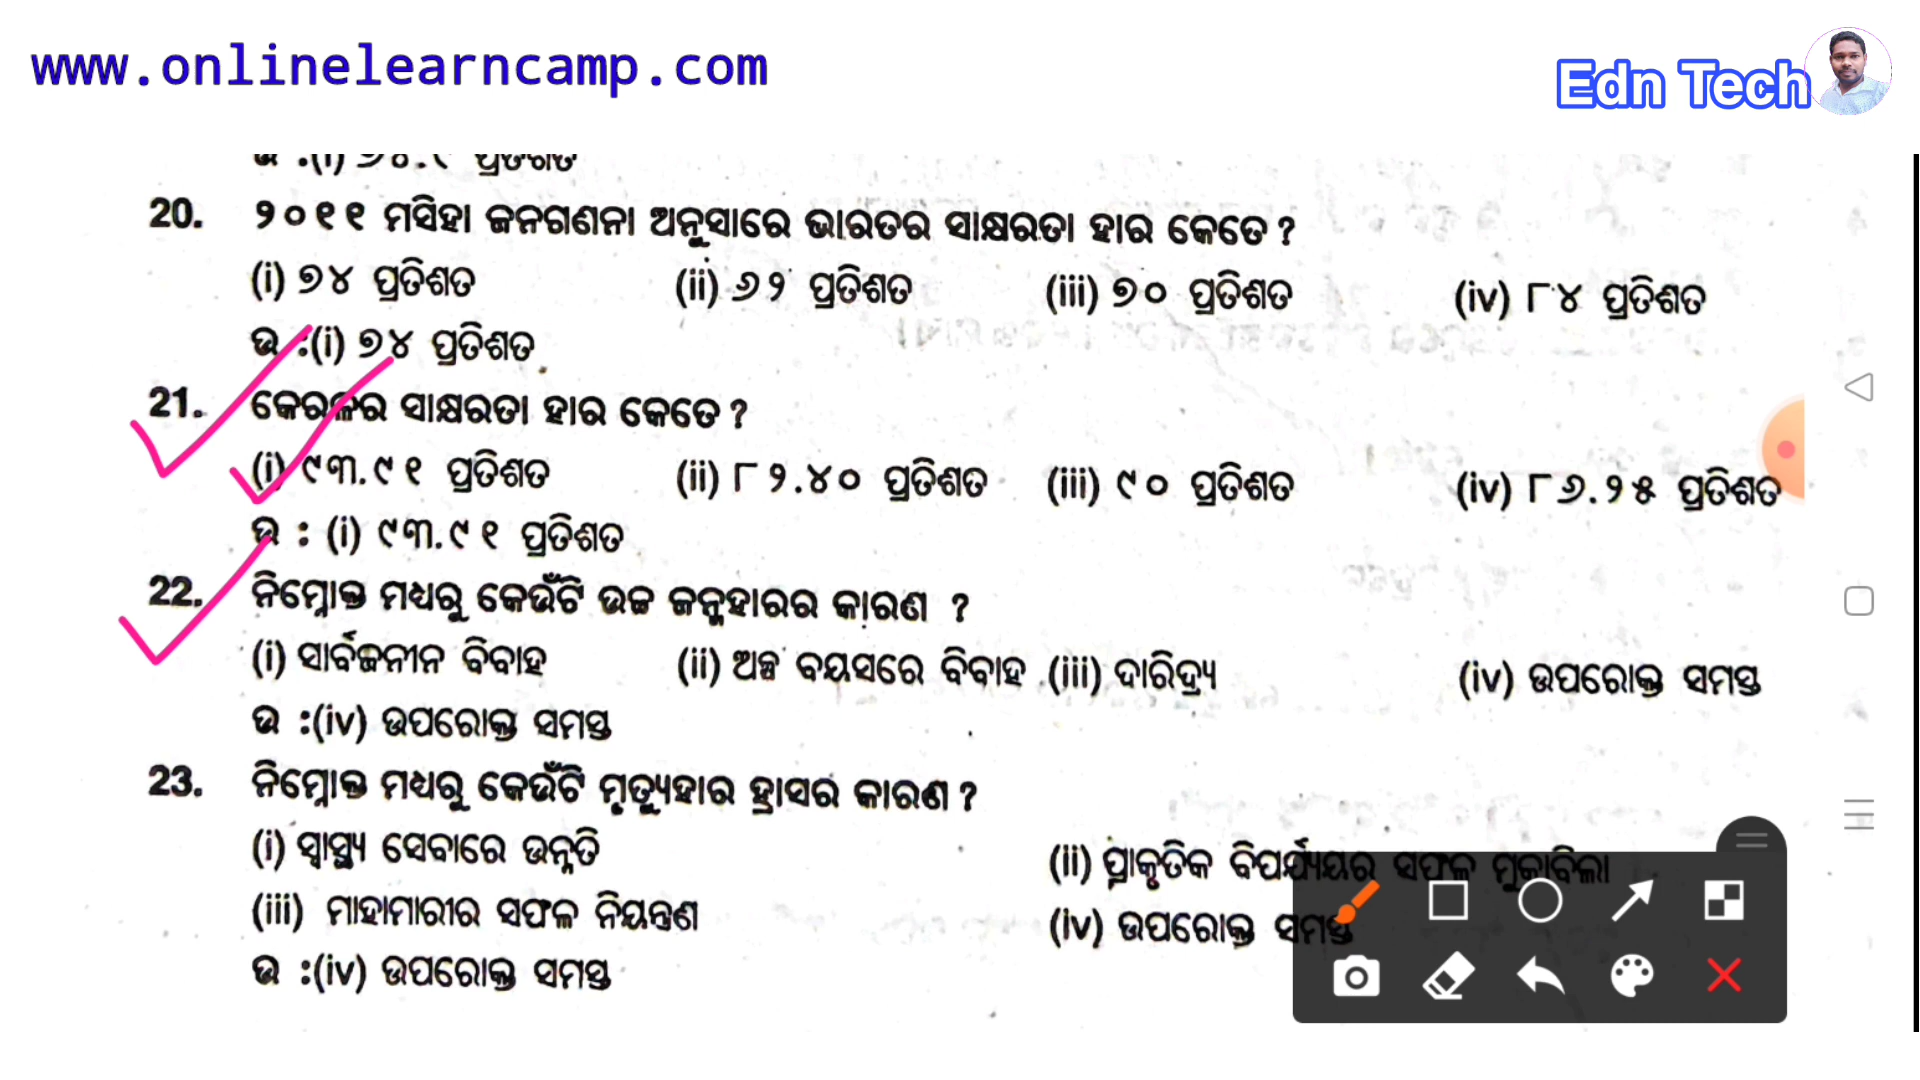 www.onlinelearncamp.com
Edn Tech
20. ୨୦୧୧ ମସିହା ଜନଗଣନା ଅନୁସାରେ ଭାରତର ସାକ୍ଷରତା ହାର କେତେ ?
(i) ୭୪ ପ୍ରତିଶତ (ii) ୬୨ ପ୍ରତିଶତ (iii) ୭୦ ପ୍ରତିଶତ (iv) ୮୪ ପ୍ରତିଶତ
ଉ :(i) ୭୪ ପ୍ରତିଶତ
21. କେରଳର ସାକ୍ଷରତା ହାର କେତେ ?
(i) ୯୩.୯୧ ପ୍ରତିଶତ (ii) ୮୨.୪୦ ପ୍ରତିଶତ (iii) ୯୦ ପ୍ରତିଶତ (iv) ୮୬.୨୫ ପ୍ରତିଶତ
ଉ : (i) ୯୩.୯୧ ପ୍ରତିଶତ
22. ନିମ୍ନୋକ୍ତ ମଧ୍ୟରୁ କେଉଁଟି ଉଚ୍ଚ ଜନ୍ମହାରର କାରଣ ?
(i) ସାର୍ବଜନୀନ ବିବାହ (ii) ଅଳ୍ପ ବୟସରେ ବିବାହ (iii) ଦାରିଦ୍ର୍ୟ (iv) ଉପରୋକ୍ତ ସମସ୍ତ
ଉ :(iv) ଉପରୋକ୍ତ ସମସ୍ତ
23. ନିମ୍ନୋକ୍ତ ମଧ୍ୟରୁ କେଉଁଟି ମୃତ୍ୟୁହାର ହ୍ରାସର କାରଣ ?
(i) ସ୍ୱାସ୍ଥ୍ୟ ସେବାରେ ଉନ୍ନତି (ii) ପ୍ରାକୃତିକ ବିପର୍ଯ୍ୟୟର ସଫଳ ମୁକାବିଲା
(iii) ମାହାମାରୀର ସଫଳ ନିୟନ୍ତ୍ରଣ (iv) ଉପରୋକ୍ତ ସମସ୍ତ
ଉ :(iv) ଉପରୋକ୍ତ ସମସ୍ତ